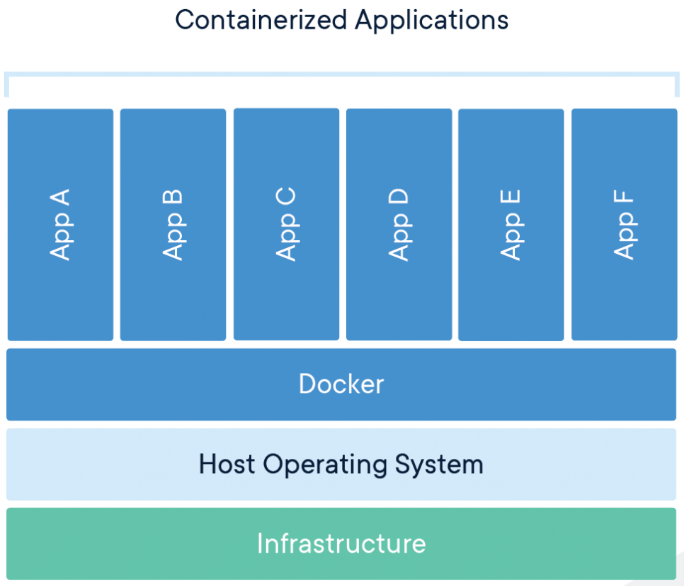 Containerized Applications
App A
App B
App C
App D
App E
App F
Docker
Host Operating System
Infrastructure